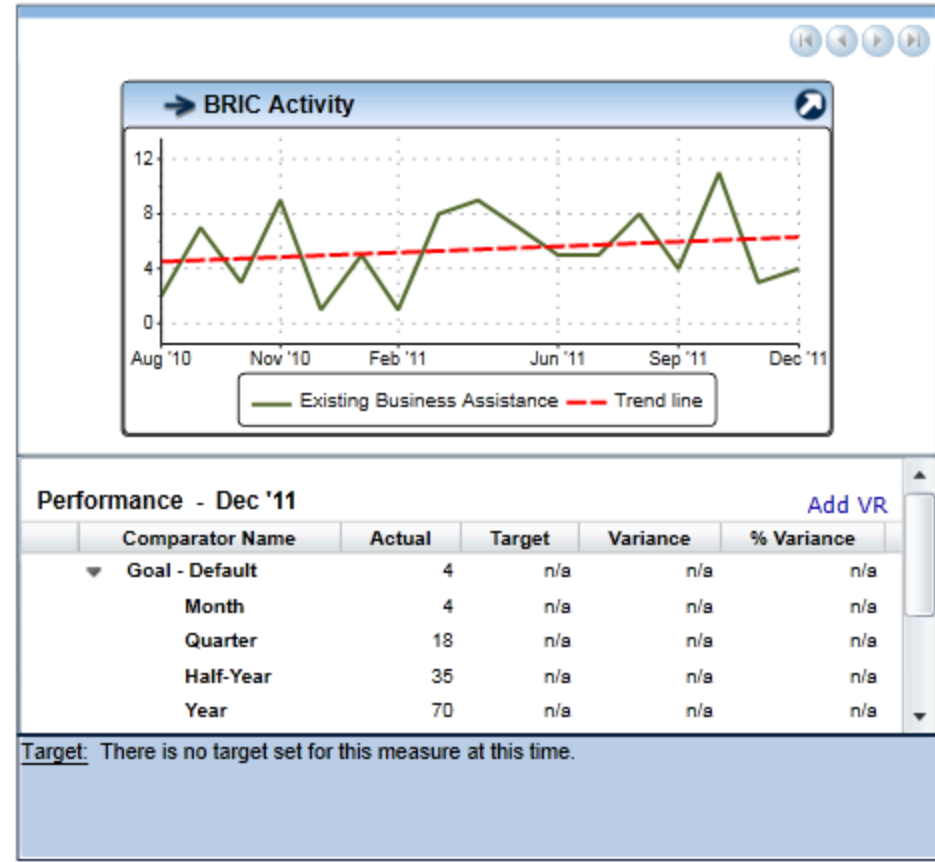 BRIC Activity
12
8
4
0
Aug '10 Nov '10 Feb '11 Jun '11 Sep '11 Dec '11
Existing Business Assistance Trend line
Performance - Dec '11 Add VR
Comparator Name Actual Target Variance % Variance
Goal - Default 4 n/a n/a n/a
Month 4 n/a n/a n/a
Quarter 18 n/a n/a n/a
Half-Year 35 n/a n/a n/a
Year 70 n/a n/a n/a
Target: There is no target set for this measure at this time.